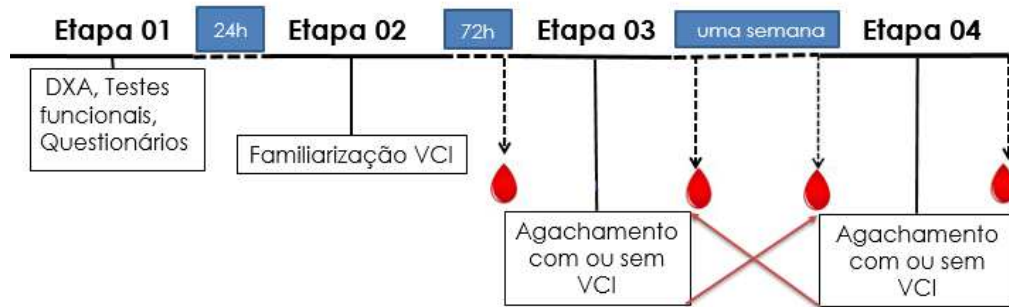 Etapa 01
24h
Etapa 02
72h
Etapa 03
uma semana
Etapa 04
DXA, Testes
funcionais,
Questionários
Familiarização VCI
Agachamento
com ou sem
VCI
Agachamento
com ou sem
VCI